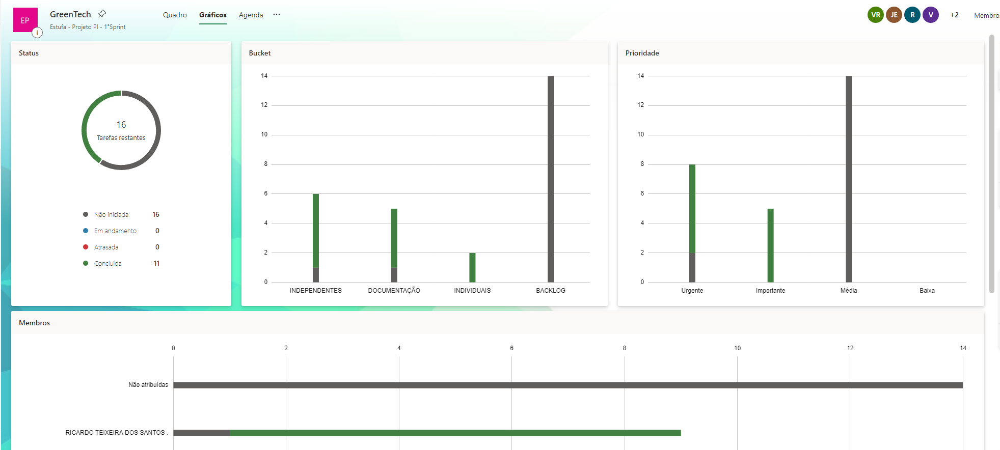 EP
i
GreenTech
Estufa - Projeto PI - 1°Sprint
Quadro
Gráficos
Agenda
...
VR
JE
R
V
+2
Membros
Status
16
Tarefas restantes
Não iniciada 16
Em andamento 0
Atrasada 0
Concluída 11
Bucket
14
12
10
8
6
4
2
0
INDEPENDENTES DOCUMENTAÇÃO INDIVIDUAIS BACKLOG
Prioridade
14
12
10
8
6
4
2
0
Urgente Importante Média Baixa
Membros
0 2 4 6 8 10 12 14
Não atribuídas
RICARDO TEIXEIRA DOS SANTOS .